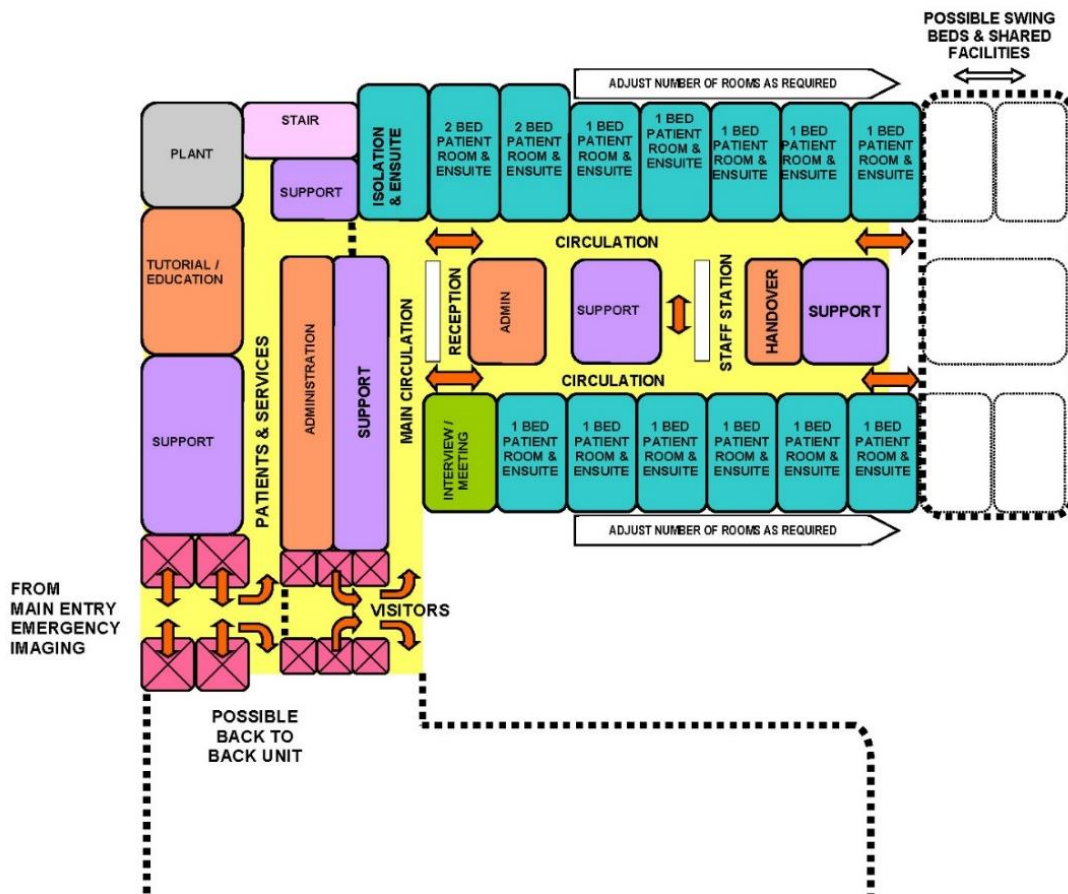 POSSIBLE SWING
BEDS & SHARED
FACILITIES
ADJUST NUMBER OF ROOMS AS REQUIRED
PLANT
STAIR
SUPPORT
ISOLATION
& ENSUITE
2 BED
PATIENT
ROOM &
ENSUITE
2 BED
PATIENT
ROOM &
ENSUITE
1 BED
PATIENT
ROOM &
ENSUITE
1 BED
PATIENT
ROOM &
ENSUITE
1 BED
PATIENT
ROOM &
ENSUITE
1 BED
PATIENT
ROOM &
ENSUITE
1 BED
PATIENT
ROOM &
ENSUITE
TUTORIAL /
EDUCATION
SUPPORT
PATIENTS & SERVICES
ADMINISTRATION
SUPPORT
MAIN CIRCULATION
CIRCULATION
RECEPTION
ADMIN
SUPPORT
STAFF STATION
HANDOVER
SUPPORT
CIRCULATION
INTERVIEW /
MEETING
1 BED
PATIENT
ROOM &
ENSUITE
1 BED
PATIENT
ROOM &
ENSUITE
1 BED
PATIENT
ROOM &
ENSUITE
1 BED
PATIENT
ROOM &
ENSUITE
1 BED
PATIENT
ROOM &
ENSUITE
1 BED
PATIENT
ROOM &
ENSUITE
ADJUST NUMBER OF ROOMS AS REQUIRED
FROM
MAIN ENTRY
EMERGENCY
IMAGING
VISITORS
POSSIBLE
BACK TO
BACK UNIT